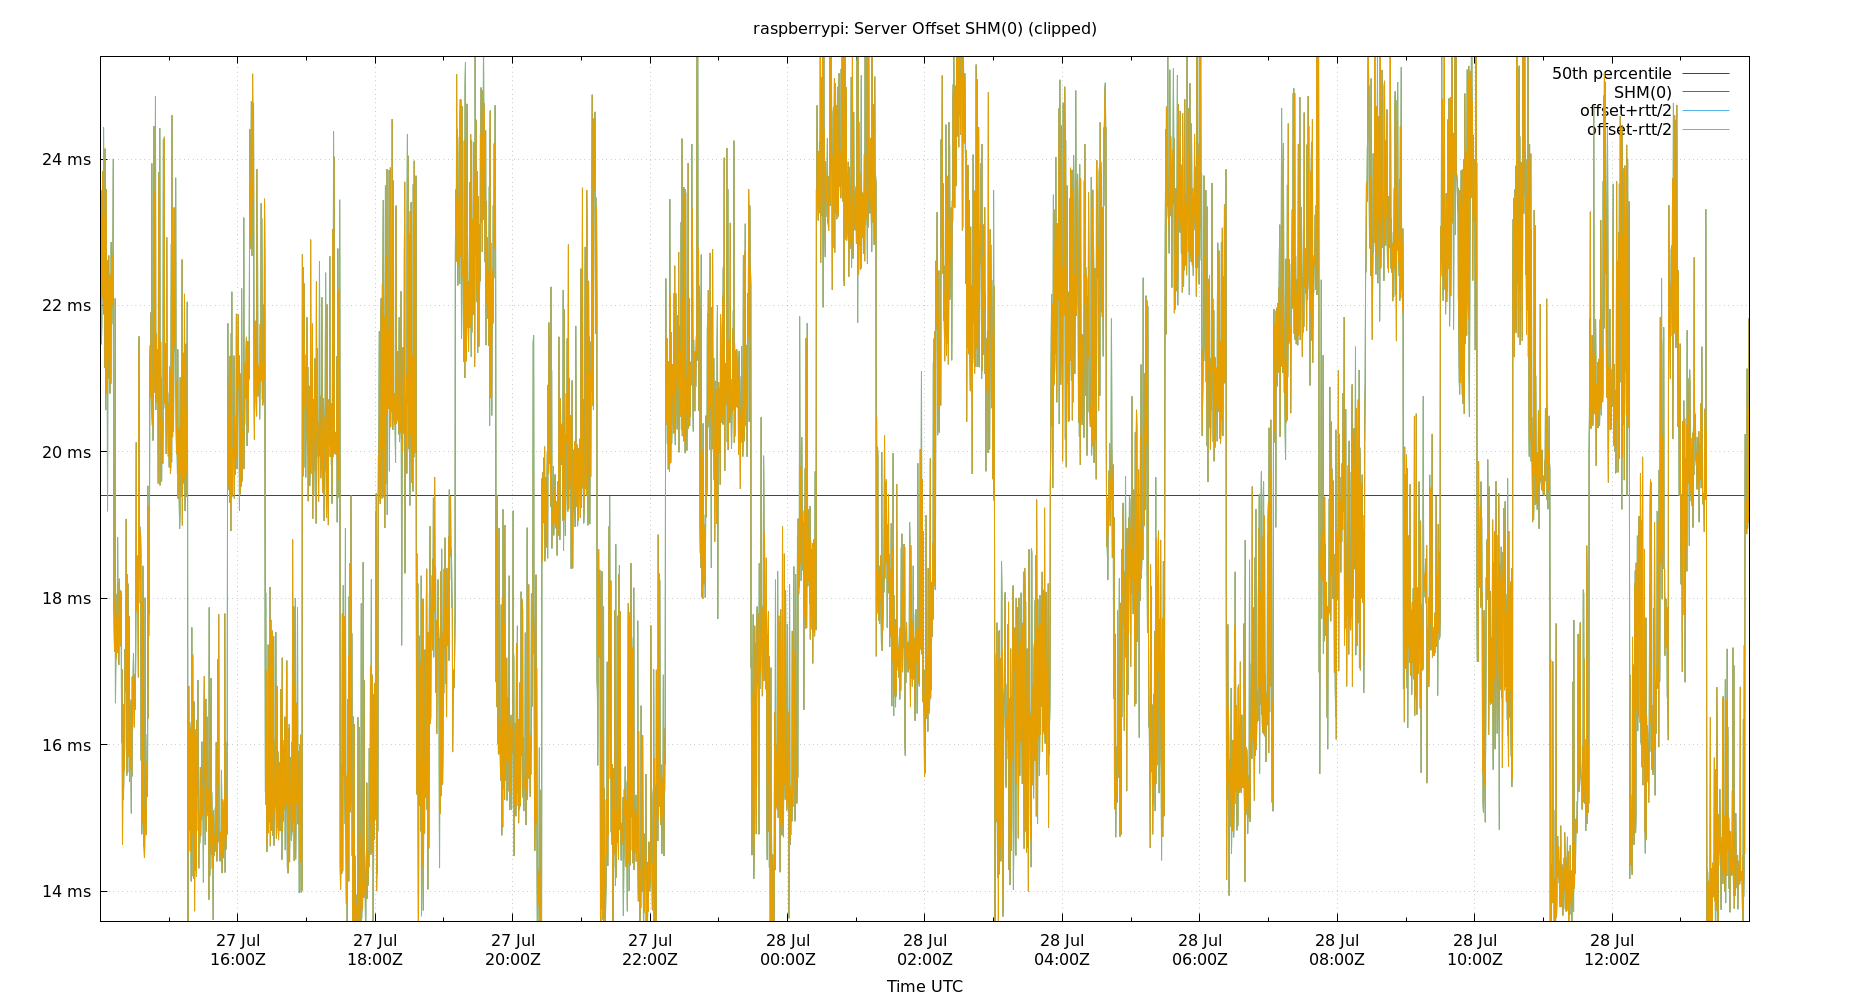 raspberrypi: Server Offset SHM(0) (clipped)
50th percentile
SHM(0)
offset+rtt/2
offset-rtt/2
24 ms
22 ms
20 ms
18 ms
16 ms
14 ms
27 Jul 27 Jul 27 Jul 27 Jul 28 Jul 28 Jul 28 Jul 28 Jul 28 Jul 28 Jul 28 Jul
16:00Z 18:00Z 20:00Z 22:00Z 00:00Z 02:00Z 04:00Z 06:00Z 08:00Z 10:00Z 12:00Z
Time UTC